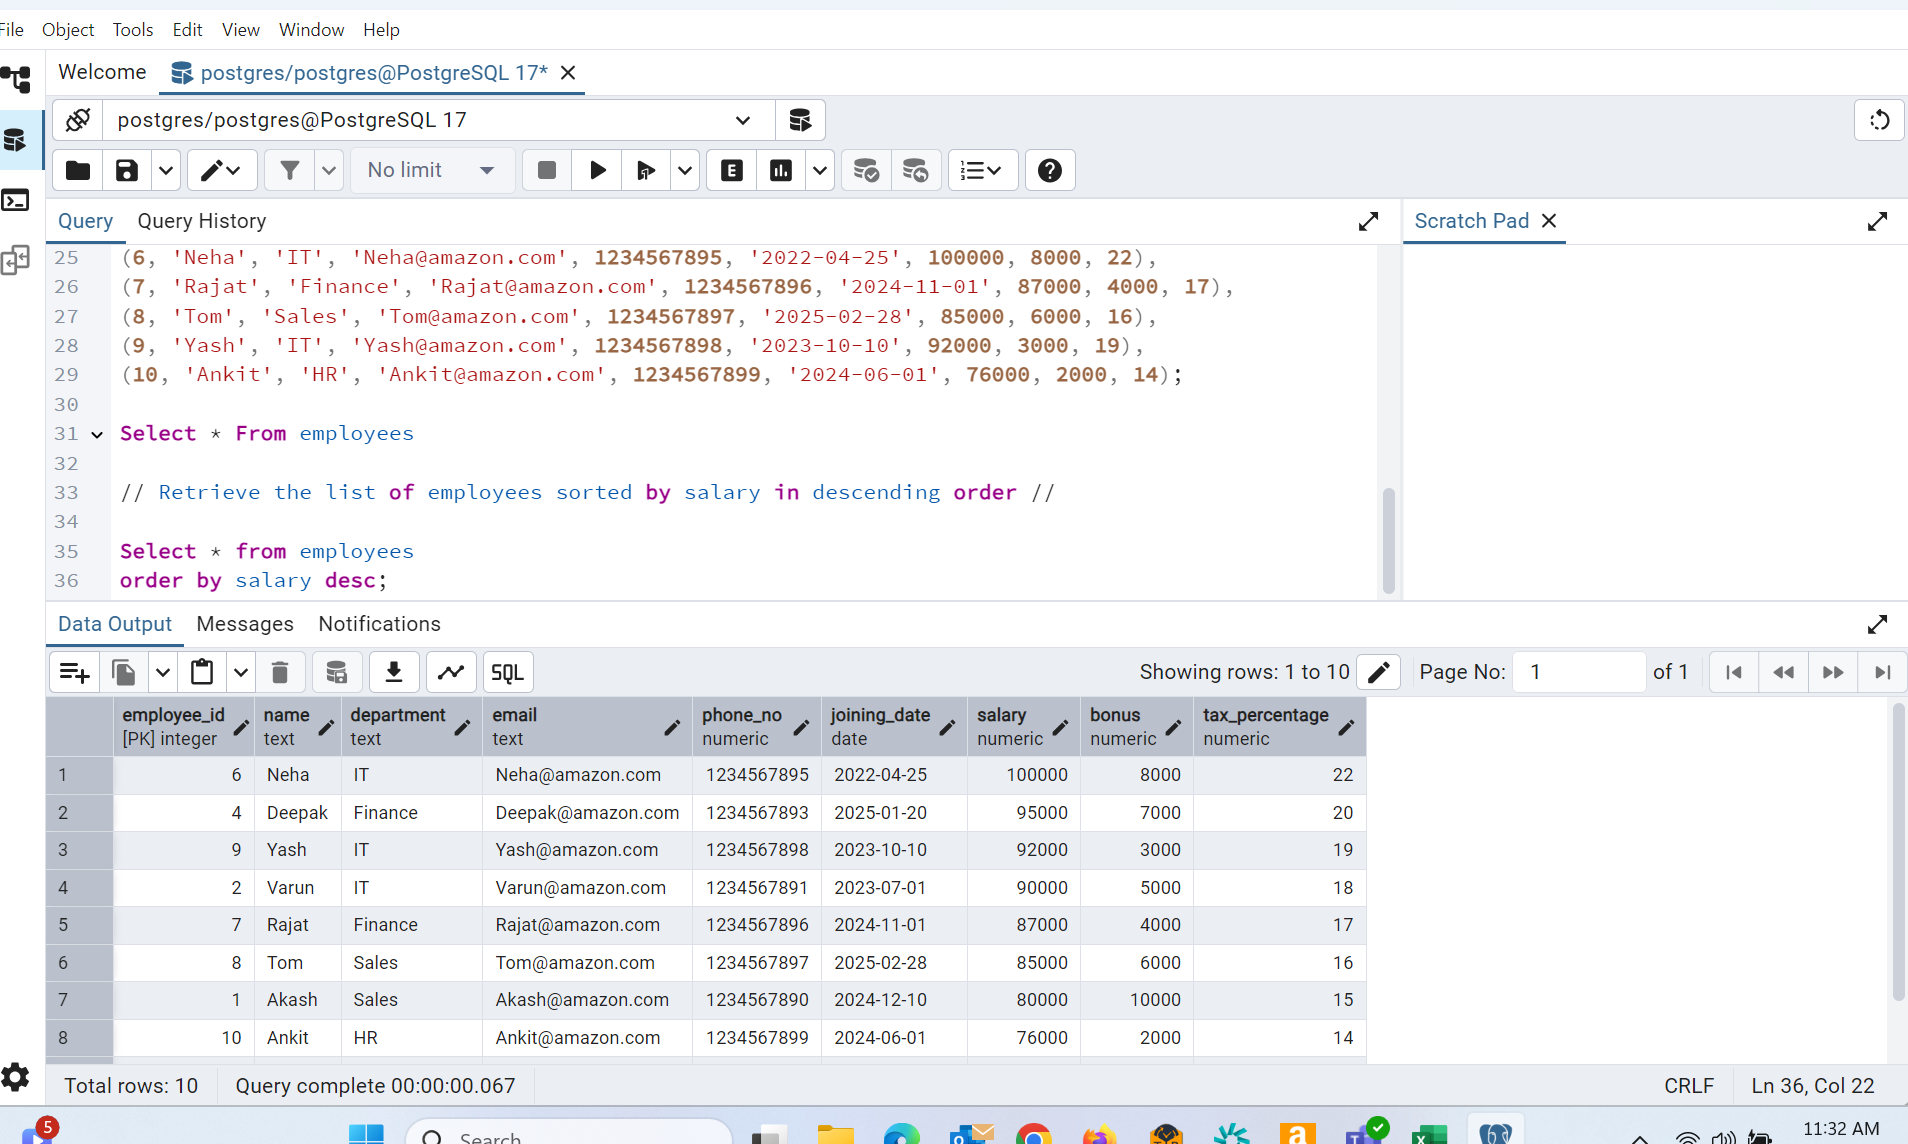 File Object Tools Edit View Window Help
Welcome postgres/postgres@PostgreSQL 17*
postgres/postgres@PostgreSQL 17
No limit
E
Query Query History Scratch Pad
25 (6, 'Neha', 'IT', 'Neha@amazon.com', 1234567895, '2022-04-25', 100000, 8000, 22),
26 (7, 'Rajat', 'Finance', 'Rajat@amazon.com', 1234567896, '2024-11-01', 87000, 4000, 17),
27 (8, 'Tom', 'Sales', 'Tom@amazon.com', 1234567897, '2025-02-28', 85000, 6000, 16),
28 (9, 'Yash', 'IT', 'Yash@amazon.com', 1234567898, '2023-10-10', 92000, 3000, 19),
29 (10, 'Ankit', 'HR', 'Ankit@amazon.com', 1234567899, '2024-06-01', 76000, 2000, 14);
30
31 Select * From employees
32
33 // Retrieve the list of employees sorted by salary in descending order //
34
35 Select * from employees
36 order by salary desc;
Data Output Messages Notifications
SQL Showing rows: 1 to 10 Page No: 1 of 1
employee_id name department email phone_no joining_date salary bonus tax_percentage
[PK] integer text text text numeric date numeric numeric numeric
1 6 Neha IT Neha@amazon.com 1234567895 2022-04-25 100000 8000 22
2 4 Deepak Finance Deepak@amazon.com 1234567893 2025-01-20 95000 7000 20
3 9 Yash IT Yash@amazon.com 1234567898 2023-10-10 92000 3000 19
4 2 Varun IT Varun@amazon.com 1234567891 2023-07-01 90000 5000 18
5 7 Rajat Finance Rajat@amazon.com 1234567896 2024-11-01 87000 4000 17
6 8 Tom Sales Tom@amazon.com 1234567897 2025-02-28 85000 6000 16
7 1 Akash Sales Akash@amazon.com 1234567890 2024-12-10 80000 10000 15
8 10 Ankit HR Ankit@amazon.com 1234567899 2024-06-01 76000 2000 14
Total rows: 10 Query complete 00:00:00.067 CRLF Ln 36, Col 22
5 Search 11:32 AM